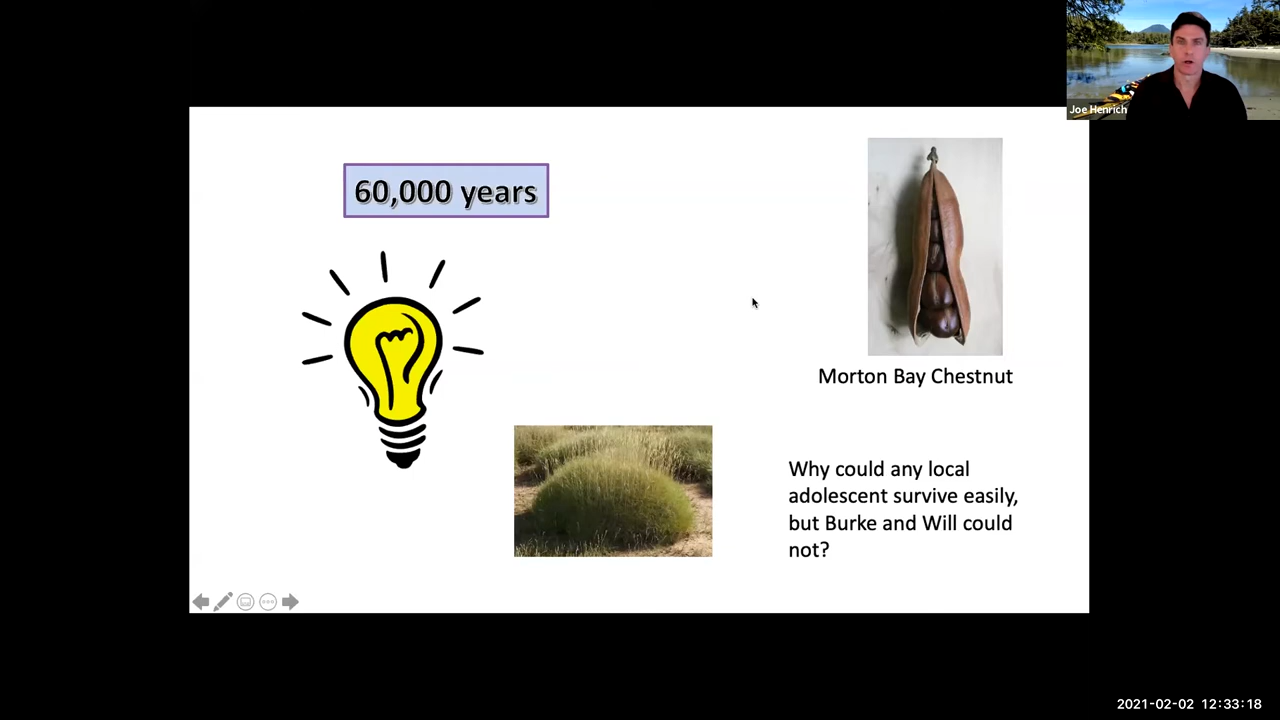 Joe Henrich
60,000 years
Morton Bay Chestnut
Why could any local
adolescent survive easily,
but Burke and Will could
not?
2021-02-02 12:33:18